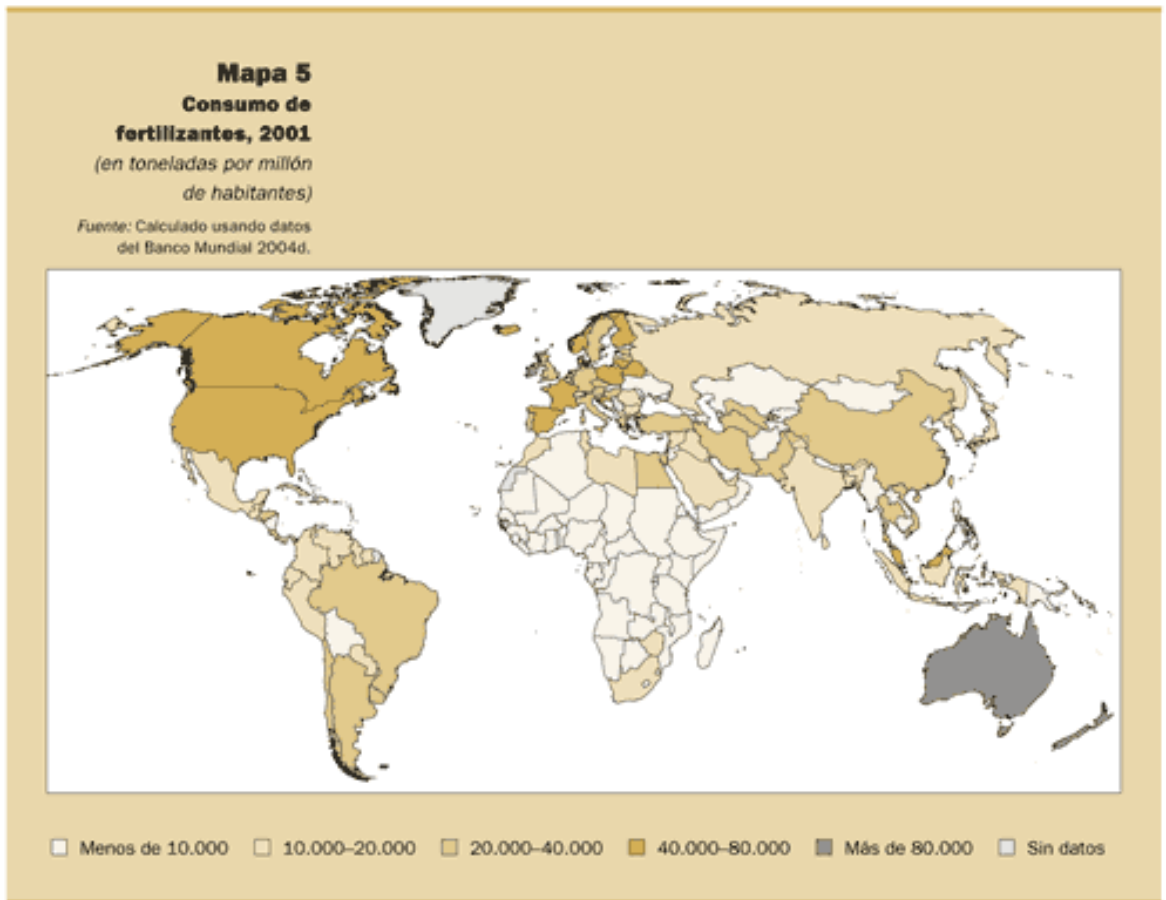 Mapa 5
Consumo de
fertilizantes, 2001
(en toneladas por millón
de habitantes)
Fuente: Calculado usando datos
del Banco Mundial 2004d.
Menos de 10.000 10.000–20.000 20.000–40.000 40.000–80.000 Más de 80.000 Sin datos